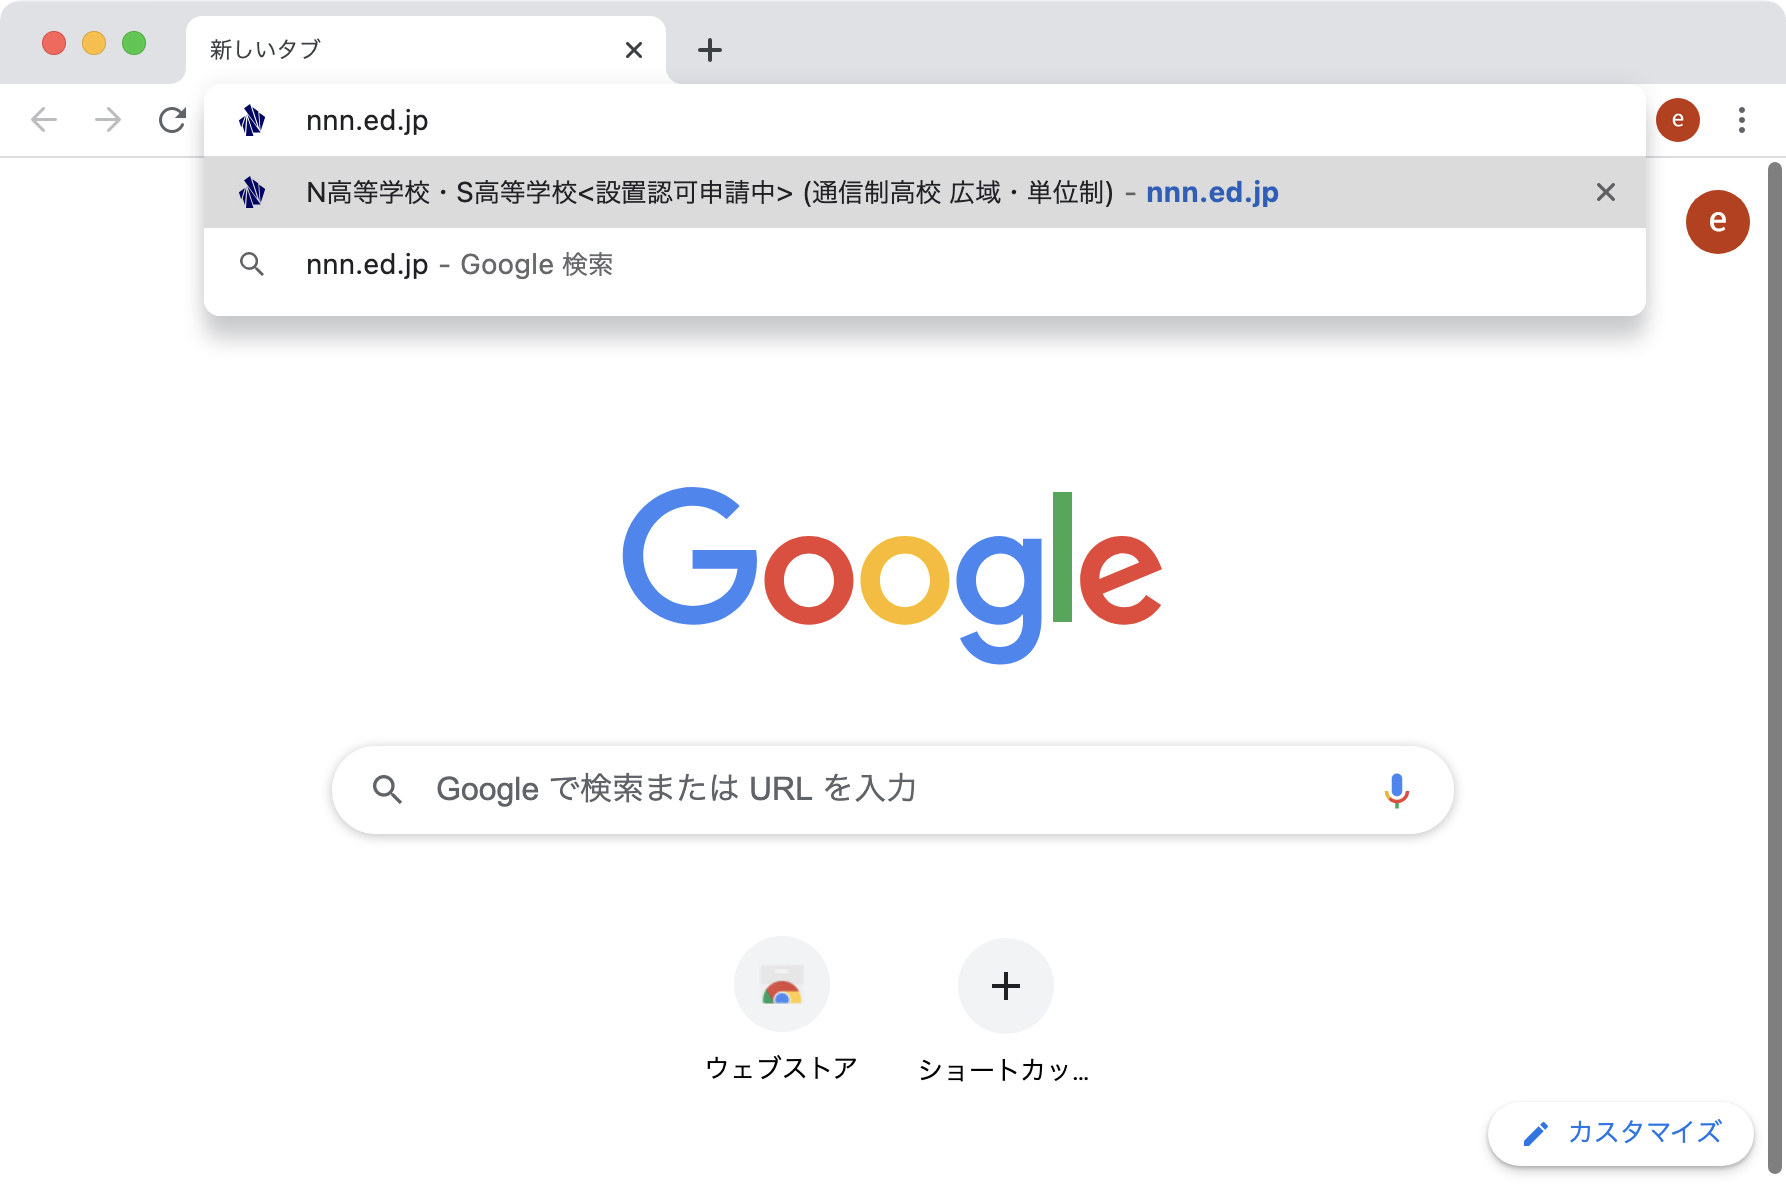 新しいタブ
nnn.ed.jp
e
N高等学校・S高等学校<設置認可申請中> (通信制高校 広域・単位制) - nnn.ed.jp
e
nnn.ed.jp - Google 検索
Google
Google で検索または URL を入力
ウェブストア
ショートカッ...
カスタマイズ